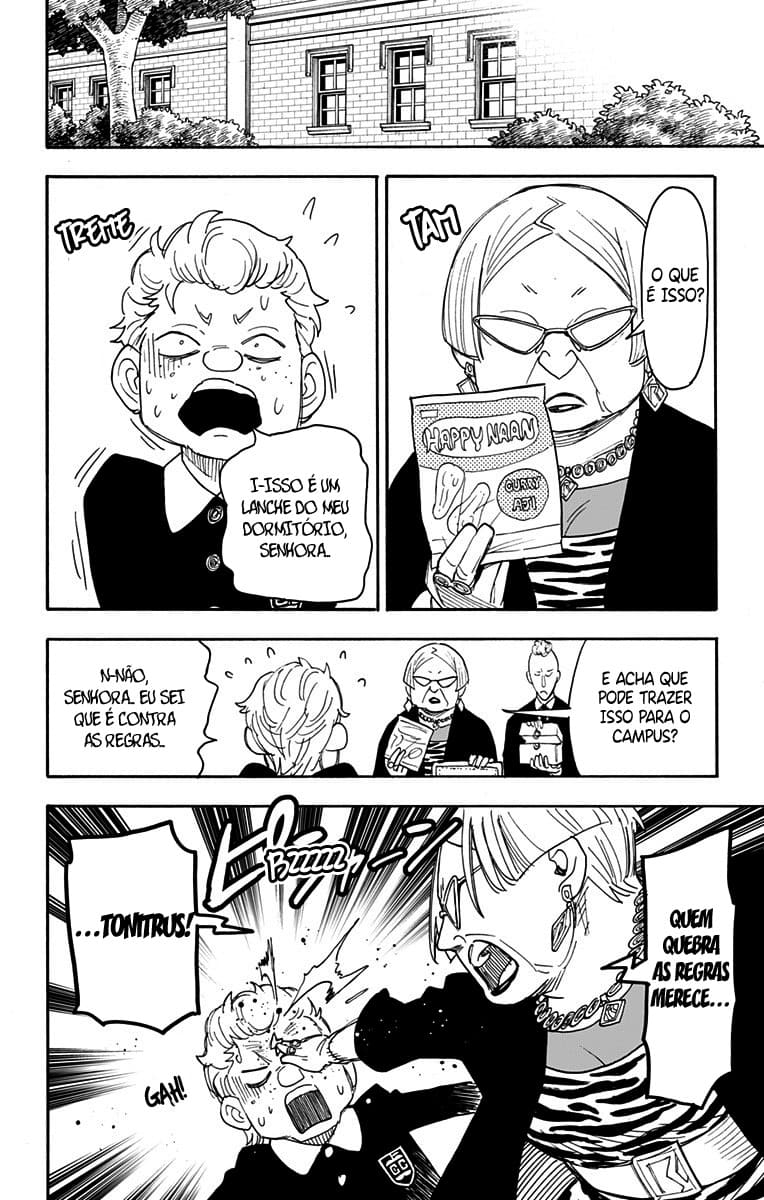 TAM
O QUE
É ISSO?
HAPPY NAAN
CURRY
AJI
TREME
I-ISSO É UM
LANCHE DO MEU
DORMITÓRIO,
SENHORA..
E ACHA QUE
PODE TRAZER
ISSO PARA O
CAMPUS?
N-NÃO,
SENHORA.. EU SEI
QUE É CONTRA
AS REGRAS..
QUEM
QUEBRA
AS REGRAS
MERECE...
...TONITRUS!
GAH!